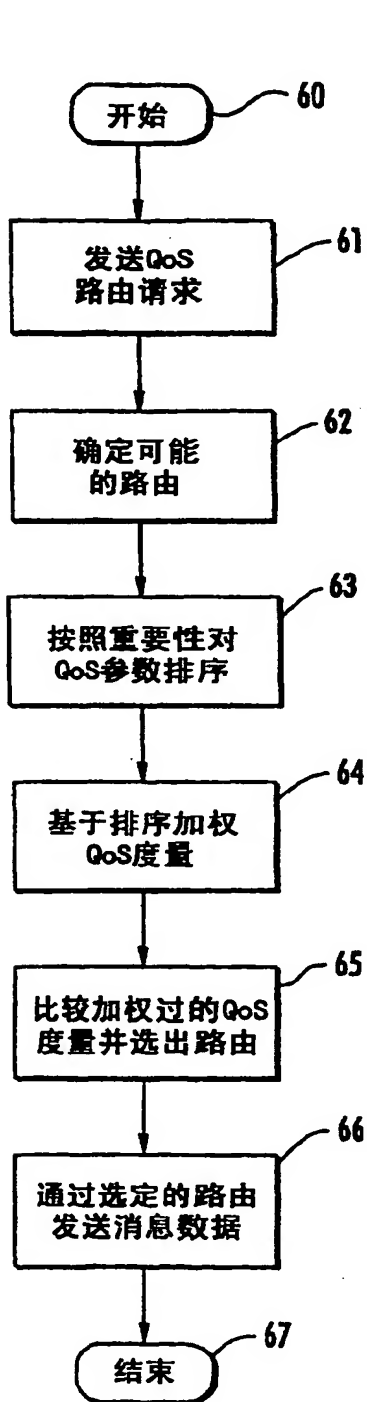 开始
60
发送QoS
路由请求
61
确定可能
的路由
62
按照重要性对
QoS参数排序
63
基于排序加权
QoS度量
64
比较加权过的QoS
度量并选出路由
65
通过选定的路由
发送消息数据
66
结束
67